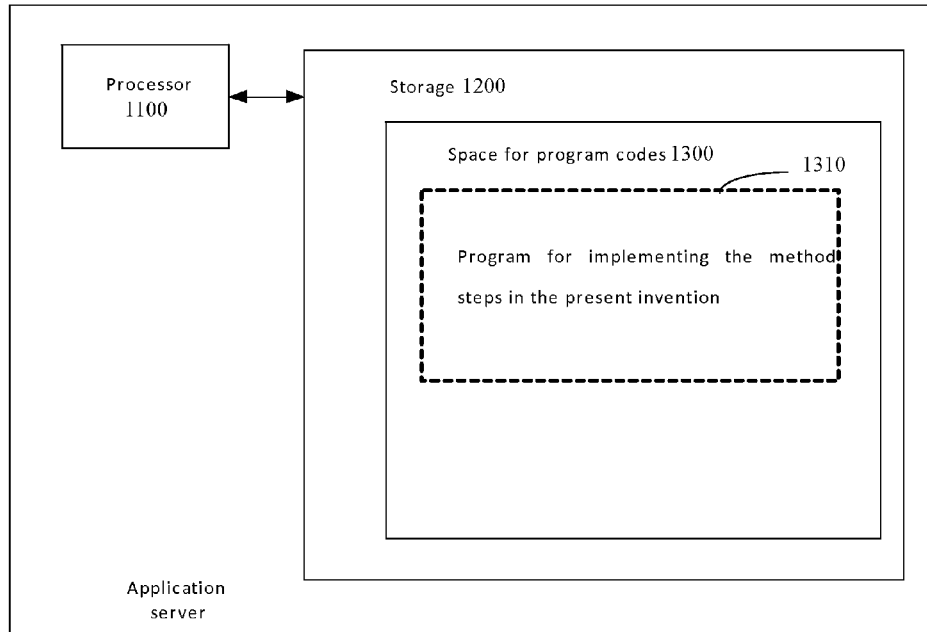 Processor
1100
Storage 1200
Space for program codes 1300
1310
Program for implementing the method
steps in the present invention
Application
server